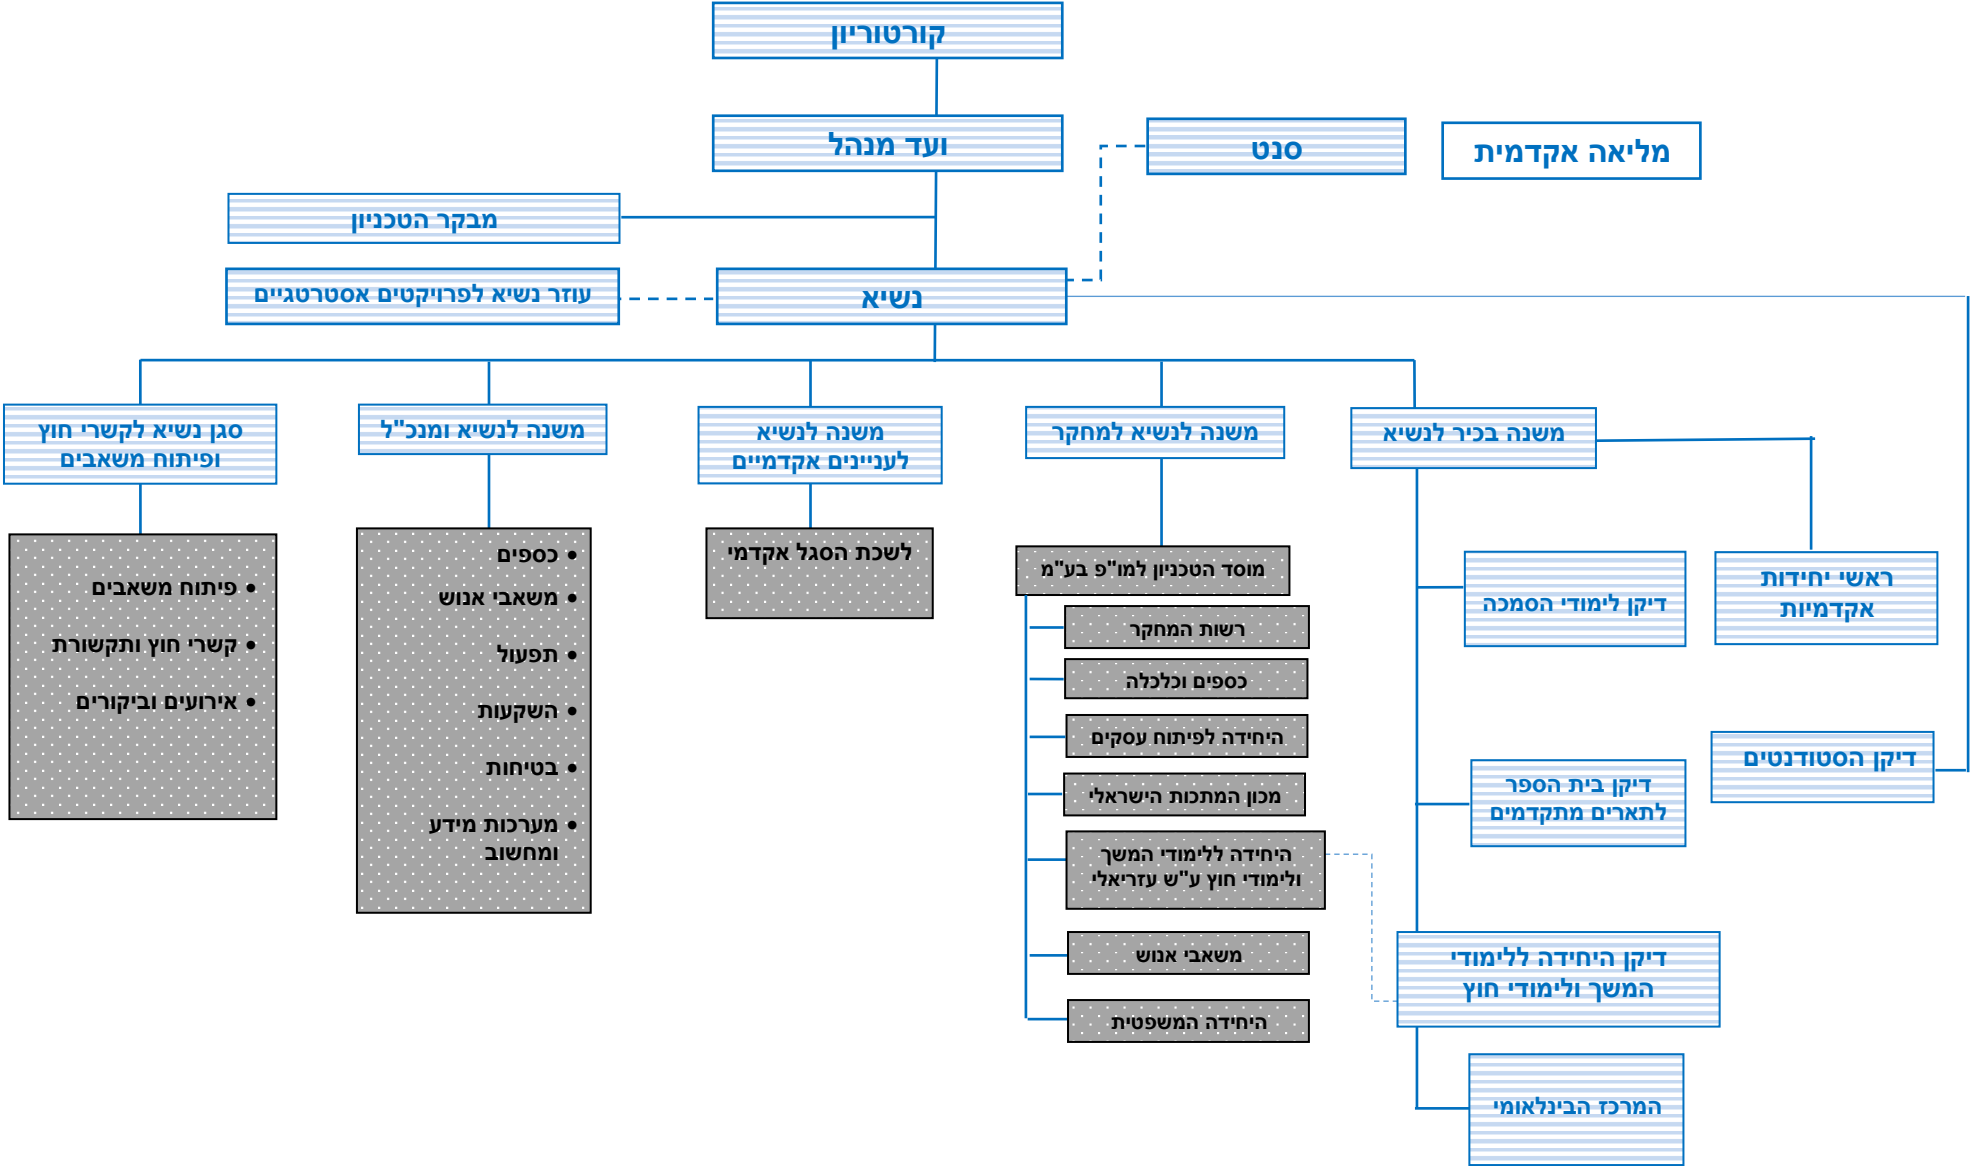 קורטוריון
ועד מנהל
סנט
מליאה אקדמית
מבקר הטכניון
נשיא
עוזר נשיא לפרויקטים אסטרטגיים
משנה בכיר לנשיא
משנה לנשיא למחקר
משנה לנשיא
לעניינים אקדמיים
משנה לנשיא ומנכ"ל
סגן נשיא לקשרי חוץ
ופיתוח משאבים
ראשי יחידות
אקדמיות
דיקן לימודי הסמכה
דיקן הסטודנטים
דיקן בית הספר
לתארים מתקדמים
דיקן היחידה ללימודי
המשך ולימודי חוץ
המרכז הבינלאומי
מוסד הטכניון למו"פ בע"מ
רשות המחקר
כספים וכלכלה
היחידה לפיתוח עסקים
מכון המתכות הישראלי
היחידה ללימודי המשך
ולימודי חוץ ע"ש עזריאלי
משאבי אנוש
היחידה המשפטית
לשכת הסגל אקדמי
• כספים
• משאבי אנוש
• תפעול
• השקעות
• בטיחות
• מערכות מידע
ומחשוב
• פיתוח משאבים
• קשרי חוץ ותקשורת
• אירועים וביקורים